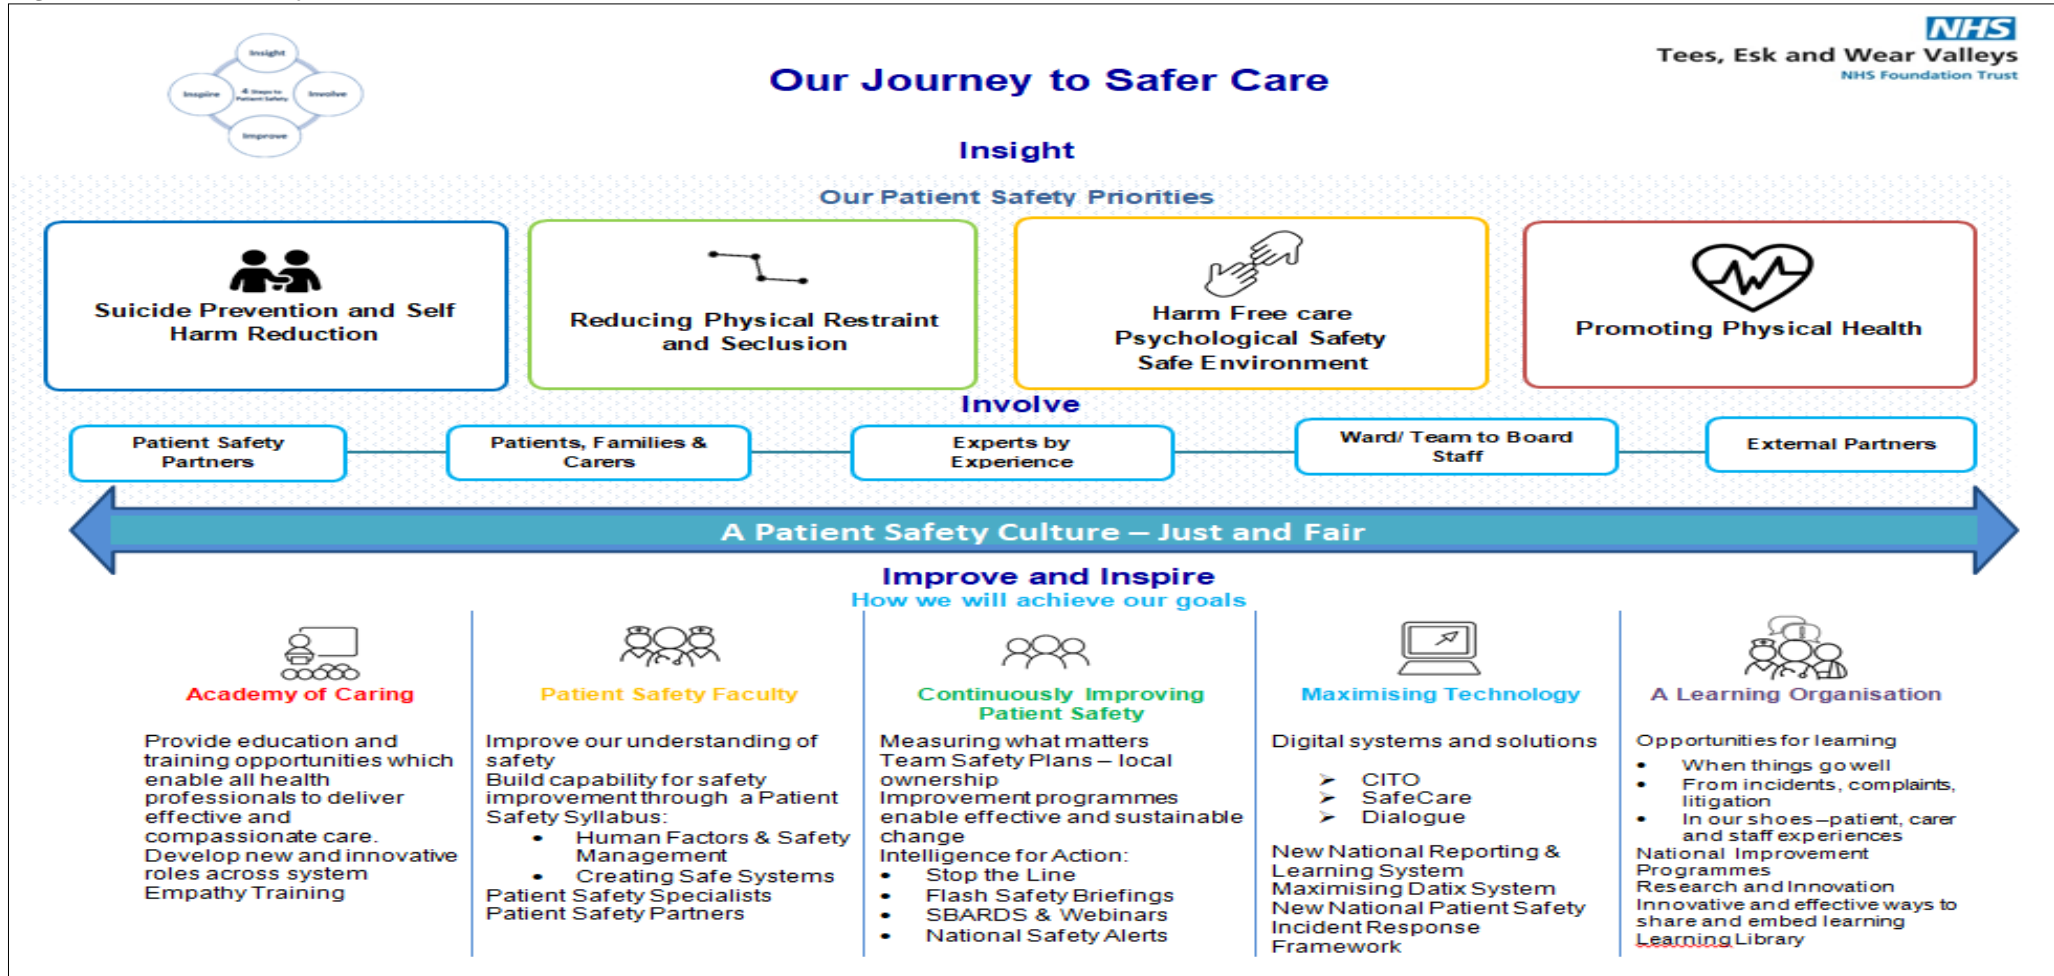 Insight
Inspire
4 Steps to
Patient Safety
Involve
Improve
NHS
Tees, Esk and Wear Valleys
NHS Foundation Trust
Our Journey to Safer Care
Insight
Our Patient Safety Priorities
Suicide Prevention and Self
Harm Reduction
Reducing Physical Restraint
and Seclusion
Harm Free care
Psychological Safety
Safe Environment
Promoting Physical Health
Involve
Patient Safety
Partners
Patients, Families &
Carers
Experts by
Experience
Ward/ Team to Board
Staff
External Partners
A Patient Safety Culture – Just and Fair
Improve and Inspire
How we will achieve our goals
Academy of Caring
Provide education and
training opportunities which
enable all health
professionals to deliver
effective and
compassionate care.
Develop new and innovative
roles across system
Empathy Training
Patient Safety Faculty
Improve our understanding of
safety
Build capability for safety
improvement through a Patient
Safety Syllabus:
• Human Factors & Safety
Management
• Creating Safe Systems
Patient Safety Specialists
Patient Safety Partners
Continuously Improving
Patient Safety
Measuring what matters
Team Safety Plans – local
ownership
Improvement programmes
enable effective and sustainable
change
Intelligence for Action:
• Stop the Line
• Flash Safety Briefings
• SBARDS & Webinars
• National Safety Alerts
Maximising Technology
Digital systems and solutions
➢ CITO
➢ SafeCare
➢ Dialogue
New National Reporting &
Learning System
Maximising Datix System
New National Patient Safety
Incident Response
Framework
A Learning Organisation
Opportunities for learning
• When things go well
• From incidents, complaints,
litigation
• In our shoes –patient, carer
and staff experiences
National Improvement
Programmes
Research and Innovation
Innovative and effective ways to
share and embed learning
Learning Library